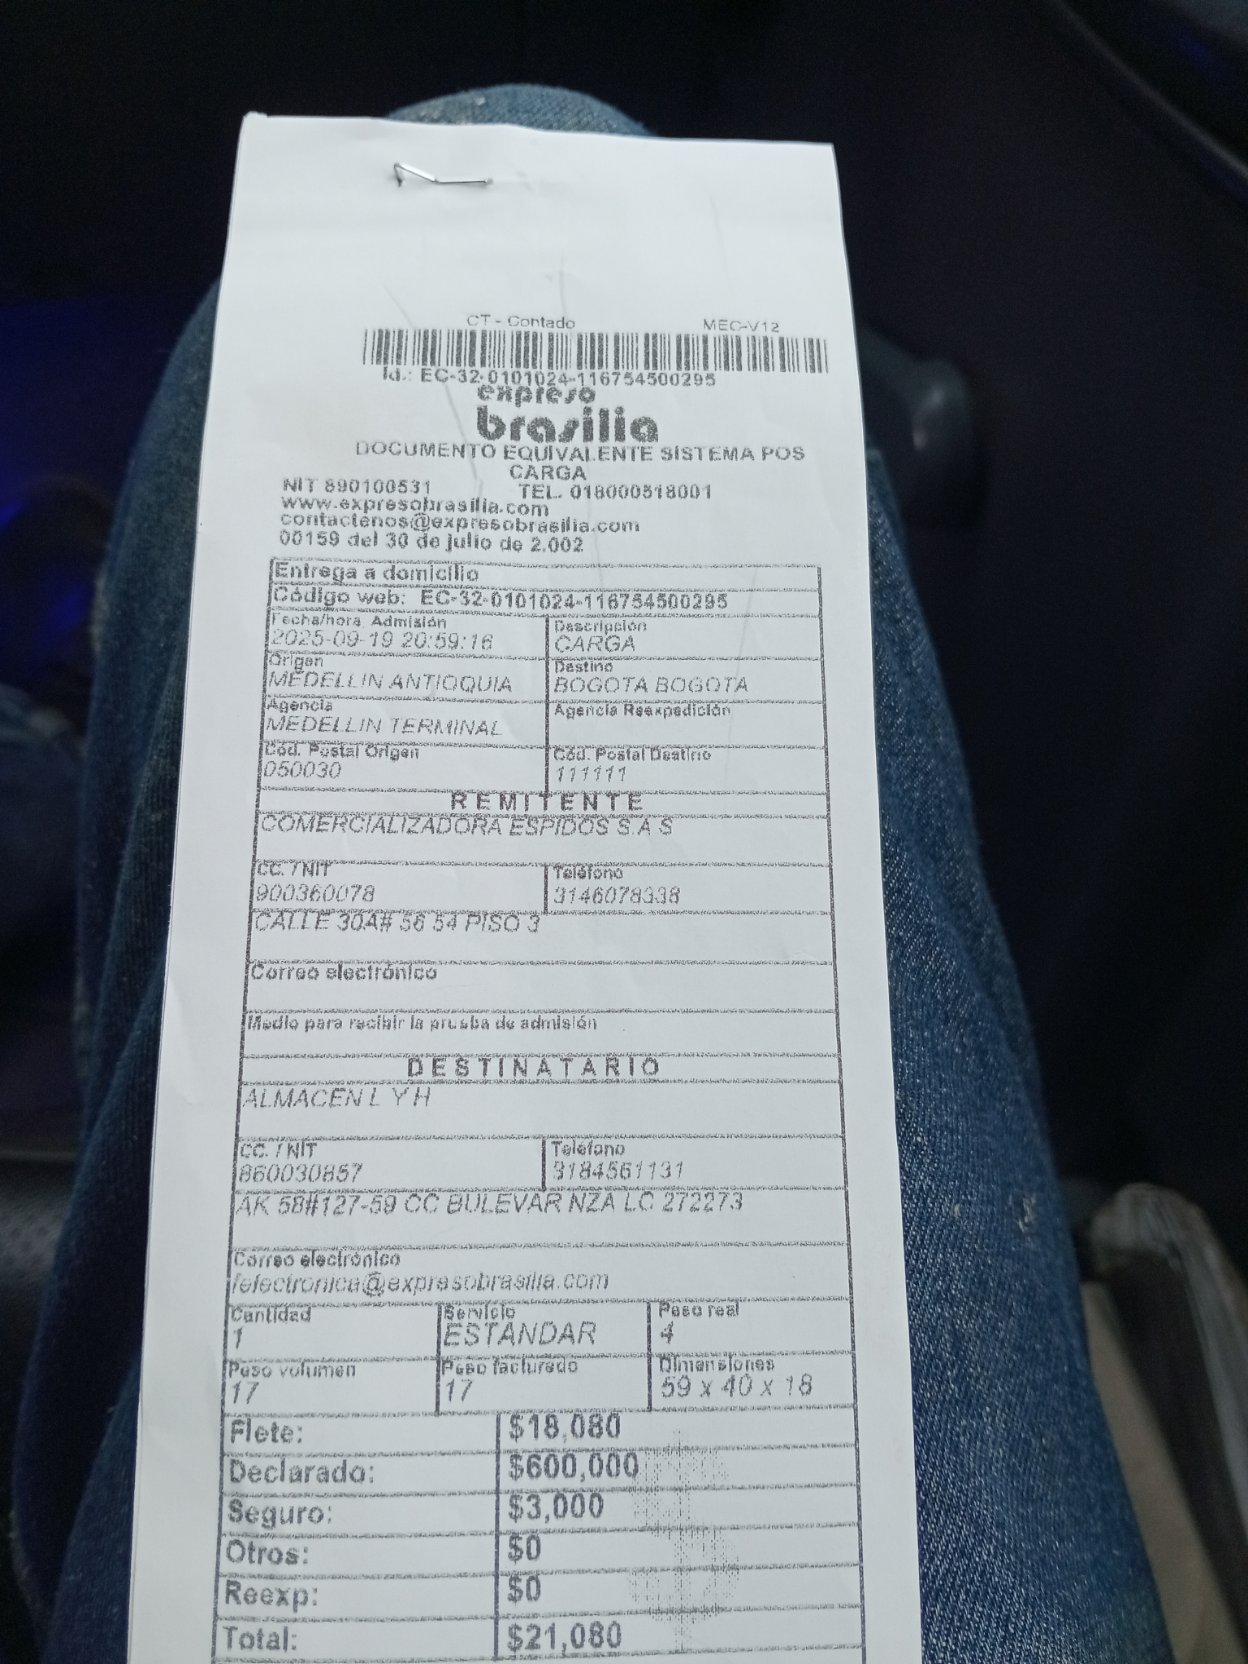 CT - Contado MEC-V12
Id.: EC-32-0101024-116754500295
expreso
brasilia
DOCUMENTO EQUIVALENTE SISTEMA POS
CARGA
NIT 890100531 TEL. 018000518001
www.expresobrasilia.com
contactenos@expresobrasilia.com
00159 del 30 de julio de 2.002
Entrega a domicilio
Código web: EC-32-0101024-116754500295
Fecha/hora Admisión Descripción
2025-09-19 20:59:16 CARGA
Origen Destino
MEDELLIN ANTIOQUIA BOGOTA BOGOTA
Agencia Agencia Reexpedición
MEDELLIN TERMINAL
Cód. Postal Origen Cód. Postal Destino
050030 111111
REMITENTE
COMERCIALIZADORA ESPIDOS S.A S
CC. / NIT Teléfono
900360078 3146078338
CALLE 30A# 56 54 PISO 3
Correo electrónico
Medio para recibir la prueba de admisión
DESTINATARIO
ALMACEN L Y H
CC. / NIT Teléfono
860030857 3184561131
AK 58#127-59 CC BULEVAR NZA LC 272273
Correo electrónico
felectronica@expresobrasilia.com
Cantidad Servicio Peso real
1 ESTANDAR 4
Peso volumen Peso facturado Dimensiones
17 17 59 x 40 x 18
Flete: $18,080
Declarado: $600,000
Seguro: $3,000
Otros: $0
Reexp: $0
Total: $21,080